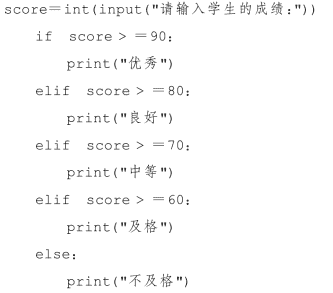 score=int(input("请输入学生的成绩:"))
if score > =90:
print("优秀")
elif score > =80:
print("良好")
elif score > =70:
print("中等")
elif score > =60:
print("及格")
else:
print("不及格")